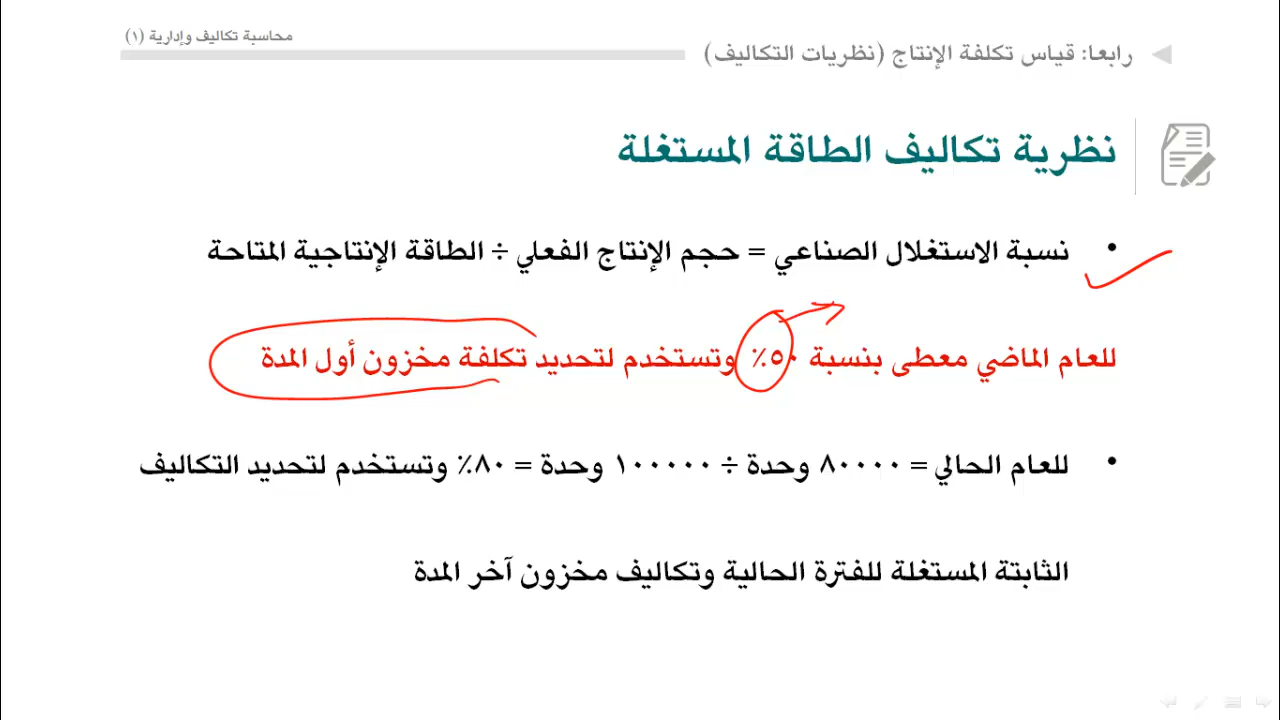 محاسبة تكاليف وإدارية (١)
رابعا: قياس تكلفة الإنتاج (نظريات التكاليف)
نظرية تكاليف الطاقة المستغلة
• نسبة الاستغلال الصناعي = حجم الإنتاج الفعلي ÷ الطاقة الإنتاجية المتاحة
للعام الماضي معطى بنسبة ٥٠٪ وتستخدم لتحديد تكلفة مخزون أول المدة
• للعام الحالي = ٨٠٠٠٠ وحدة ÷ ١٠٠٠٠٠ وحدة = ٨٠٪ وتستخدم لتحديد التكاليف
الثابتة المستغلة للفترة الحالية وتكاليف مخزون آخر المدة